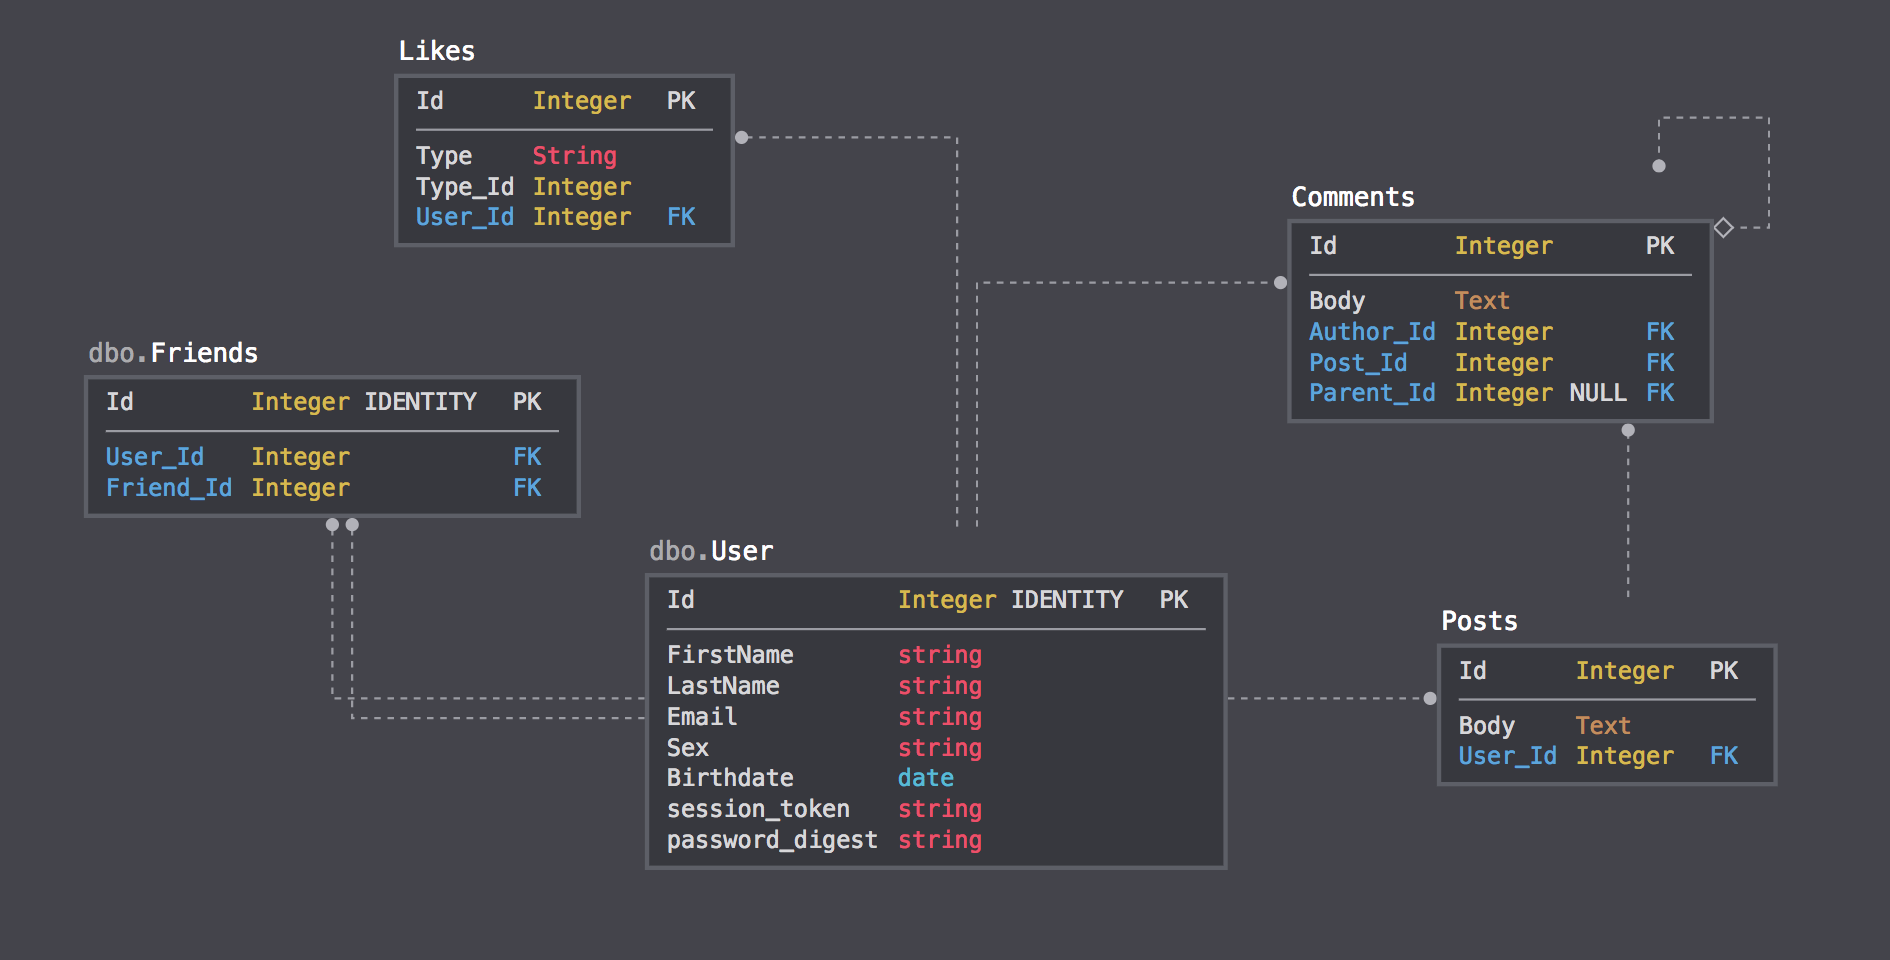 Likes
Id Integer PK
Type String
Type_Id Integer
User_Id Integer FK
Comments
Id Integer PK
Body Text
Author_Id Integer FK
Post_Id Integer FK
Parent_Id Integer NULL FK
dbo.Friends
Id Integer IDENTITY PK
User_Id Integer FK
Friend_Id Integer FK
dbo.User
Id Integer IDENTITY PK
FirstName string
LastName string
Email string
Sex string
Birthdate date
session_token string
password_digest string
Posts
Id Integer PK
Body Text
User_Id Integer FK